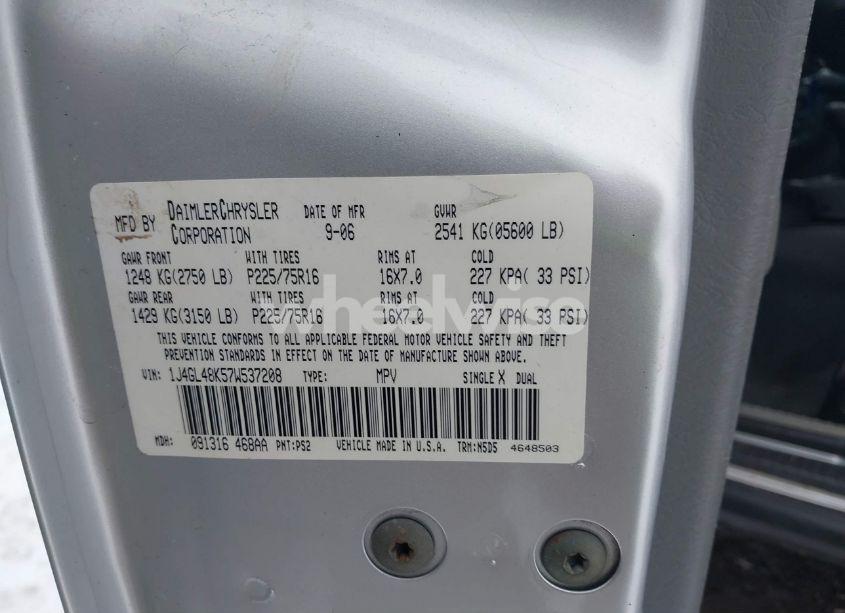 MFD BY DAIMLERCHRYSLER CORPORATION DATE OF MFR 9-06 GVWR 2541 KG(05600 LB)
GAWR FRONT WITH TIRES RIMS AT COLD
1248 KG(2750 LB) P225/75R16 16X7.0 227 KPA( 33 PSI)
GAWR REAR WITH TIRES RIMS AT COLD
1429 KG(3150 LB) P225/75R16 16X7.0 227 KPA( 33 PSI)
wheelwise
THIS VEHICLE CONFORMS TO ALL APPLICABLE FEDERAL MOTOR VEHICLE SAFETY AND THEFT
PREVENTION STANDARDS IN EFFECT ON THE DATE OF MANUFACTURE SHOWN ABOVE.
VIN: 1J4GL48K57W537208 TYPE: MPV SINGLE X DUAL
MDH: 091316 468AA PNT:PS2 VEHICLE MADE IN U.S.A. TRM:N5D5 4648503